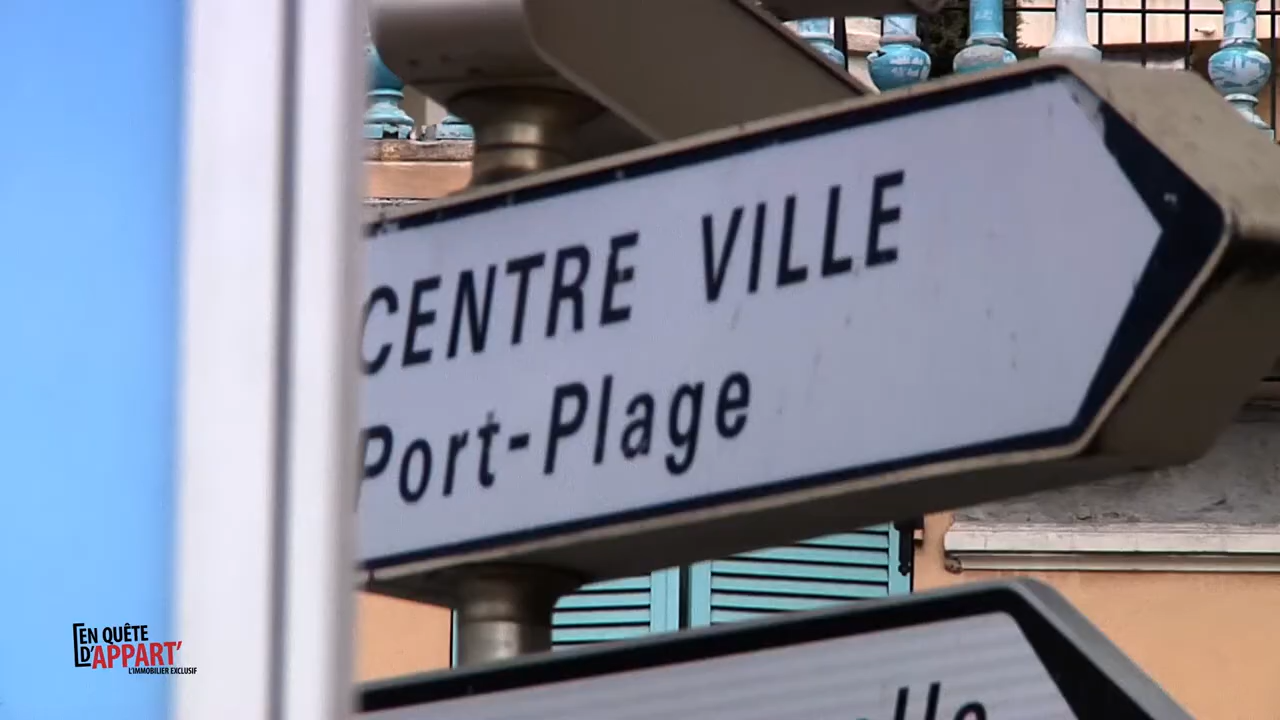 CENTRE VILLE
Port-Plage
EN QUÊTE
D'APPART'
L'IMMOBILIER EXCLUSIF